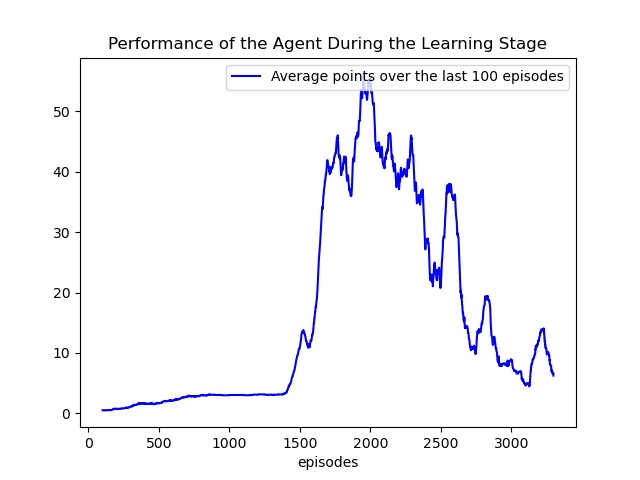 Performance of the Agent During the Learning Stage
Average points over the last 100 episodes
50
40
30
20
10
0
0 500 1000 1500 2000 2500 3000
episodes